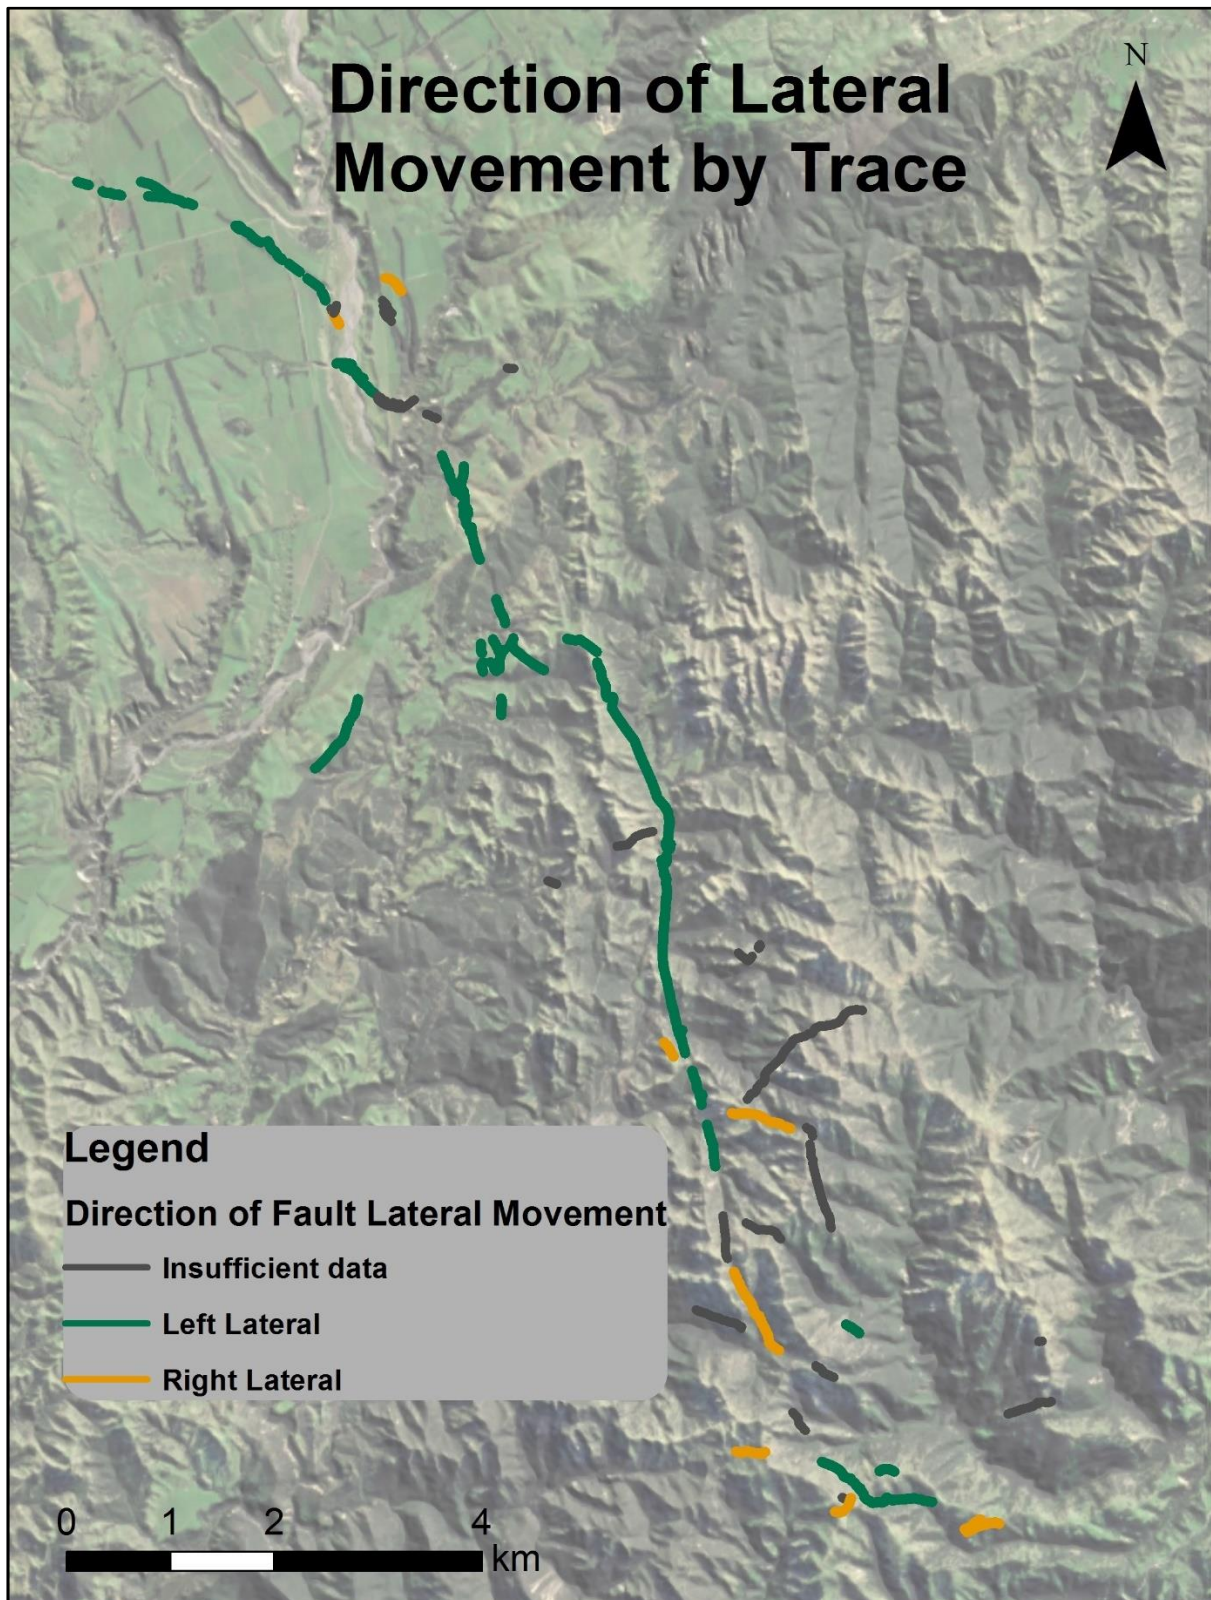 Direction of Lateral
Movement by Trace
N
Legend
Direction of Fault Lateral Movement
Insufficient data
Left Lateral
Right Lateral
0 1 2 4
km